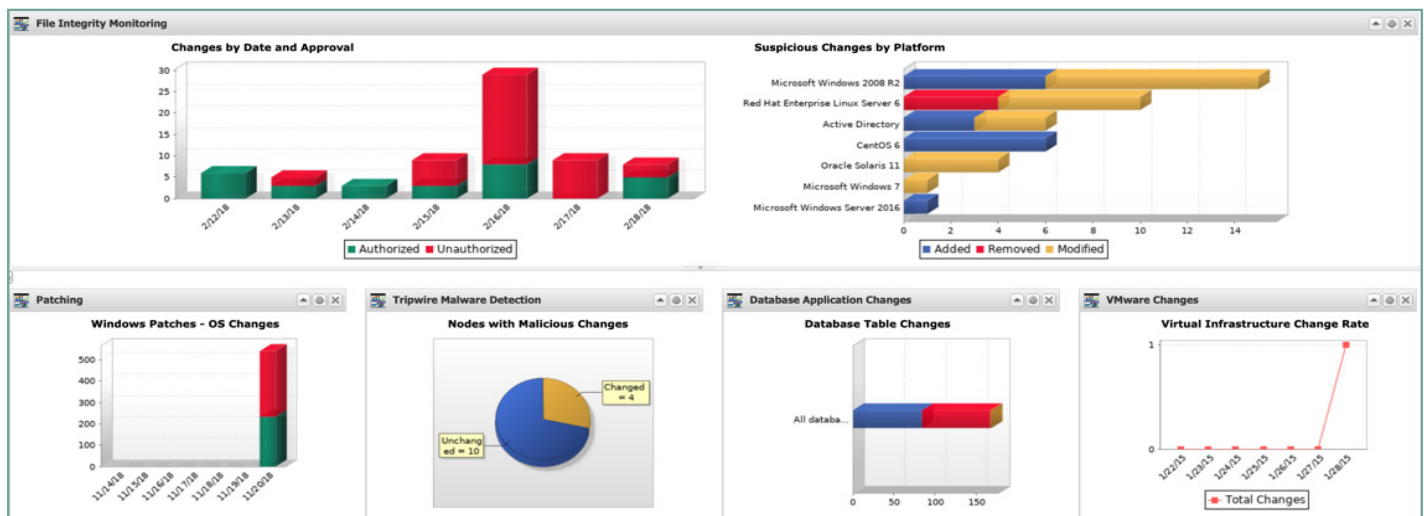 File Integrity Monitoring
Changes by Date and Approval
30
25
20
15
10
5
0
2/12/18
2/13/18
2/14/18
2/15/18
2/16/18
2/17/18
2/18/18
Authorized Unauthorized
Suspicious Changes by Platform
Microsoft Windows 2008 R2
Red Hat Enterprise Linux Server 6
Active Directory
CentOS 6
Oracle Solaris 11
Microsoft Windows 7
Microsoft Windows Server 2016
0 2 4 6 8 10 12 14
Added Removed Modified
Patching
Windows Patches - OS Changes
500
400
300
200
100
0
11/14/18
11/15/18
11/16/18
11/17/18
11/18/18
11/19/18
11/20/18
Tripwire Malware Detection
Nodes with Malicious Changes
Changed
= 4
Unchang
ed = 10
Database Application Changes
Database Table Changes
All databa...
0 50 100 150
VMware Changes
Virtual Infrastructure Change Rate
1
0
1/22/15
1/23/15
1/24/15
1/25/15
1/26/15
1/27/15
1/28/15
Total Changes